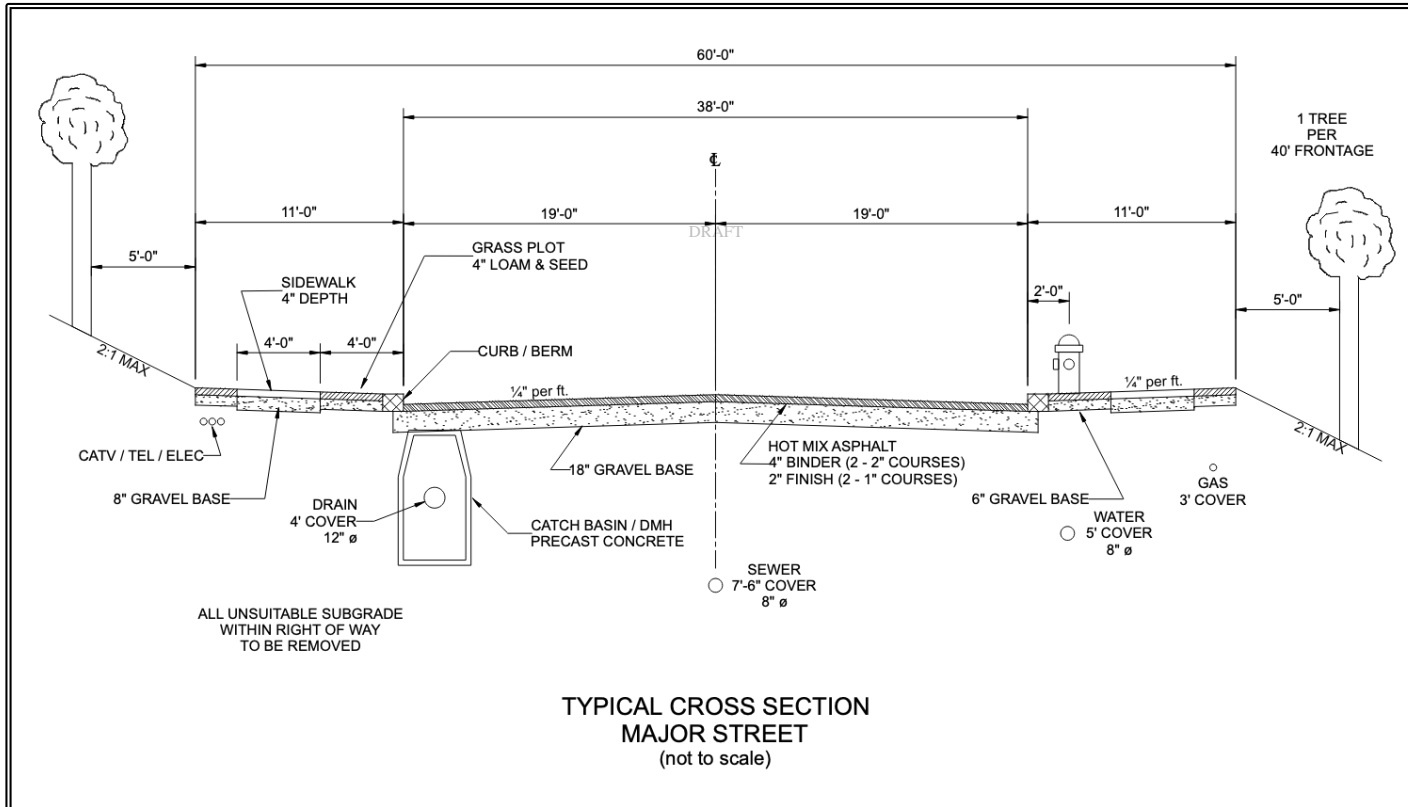 60'-0"
38'-0"
1 TREE
PER
40' FRONTAGE
℄
11'-0"
19'-0"
19'-0"
11'-0"
DRAFT
5'-0"
GRASS PLOT
4" LOAM & SEED
SIDEWALK
4" DEPTH
2'-0"
5'-0"
4'-0"
4'-0"
CURB / BERM
2:1 MAX
¼" per ft.
¼" per ft.
2:1 MAX
CATV / TEL / ELEC
8" GRAVEL BASE
18" GRAVEL BASE
HOT MIX ASPHALT
4" BINDER (2 - 2" COURSES)
2" FINISH (2 - 1" COURSES)
6" GRAVEL BASE
GAS
3' COVER
DRAIN
4' COVER
12" ø
CATCH BASIN / DMH
PRECAST CONCRETE
WATER
5' COVER
8" ø
SEWER
7'-6" COVER
8" ø
ALL UNSUITABLE SUBGRADE
WITHIN RIGHT OF WAY
TO BE REMOVED
TYPICAL CROSS SECTION
MAJOR STREET
(not to scale)